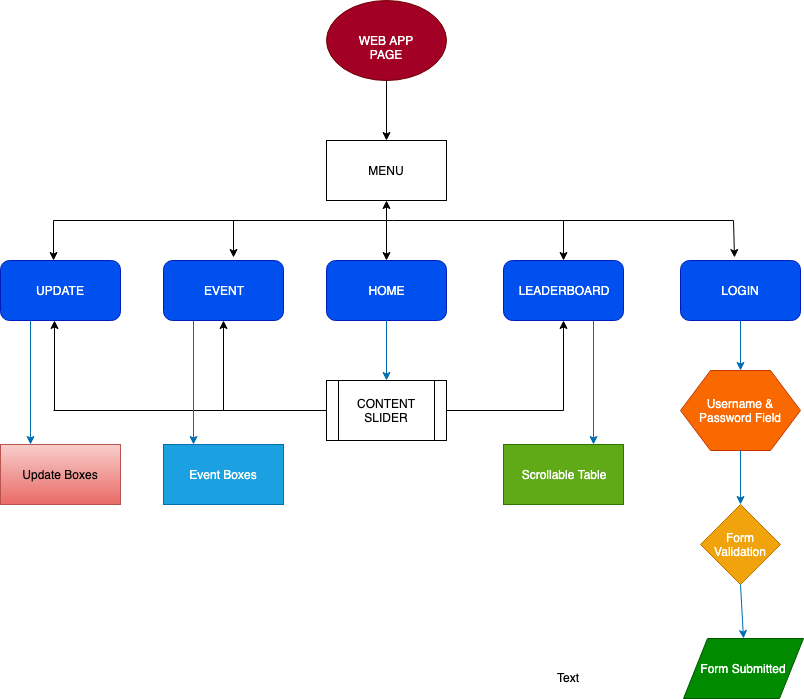 WEB APP
PAGE
MENU
UPDATE
EVENT
HOME
LEADERBOARD
LOGIN
CONTENT
SLIDER
Username &
Password Field
Update Boxes
Event Boxes
Scrollable Table
Form
Validation
Form Submitted
Text